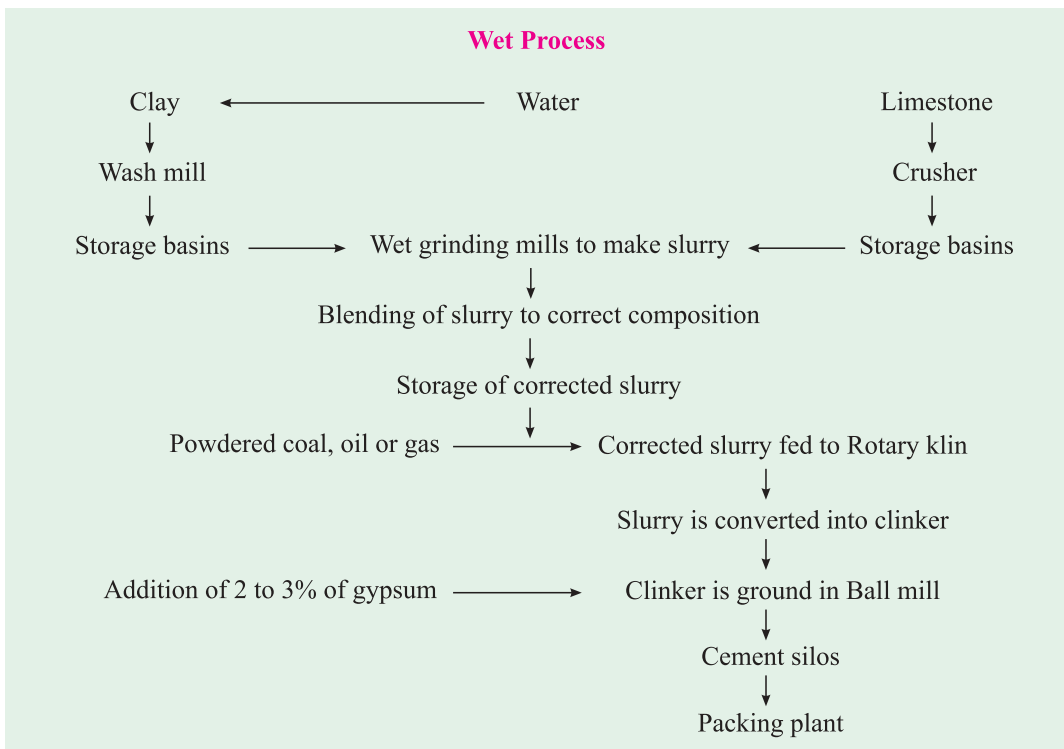 Wet Process
Clay Water Limestone
Wash mill Crusher
Storage basins Wet grinding mills to make slurry Storage basins
Blending of slurry to correct composition
Storage of corrected slurry
Powdered coal, oil or gas Corrected slurry fed to Rotary klin
Slurry is converted into clinker
Addition of 2 to 3% of gypsum Clinker is ground in Ball mill
Cement silos
Packing plant